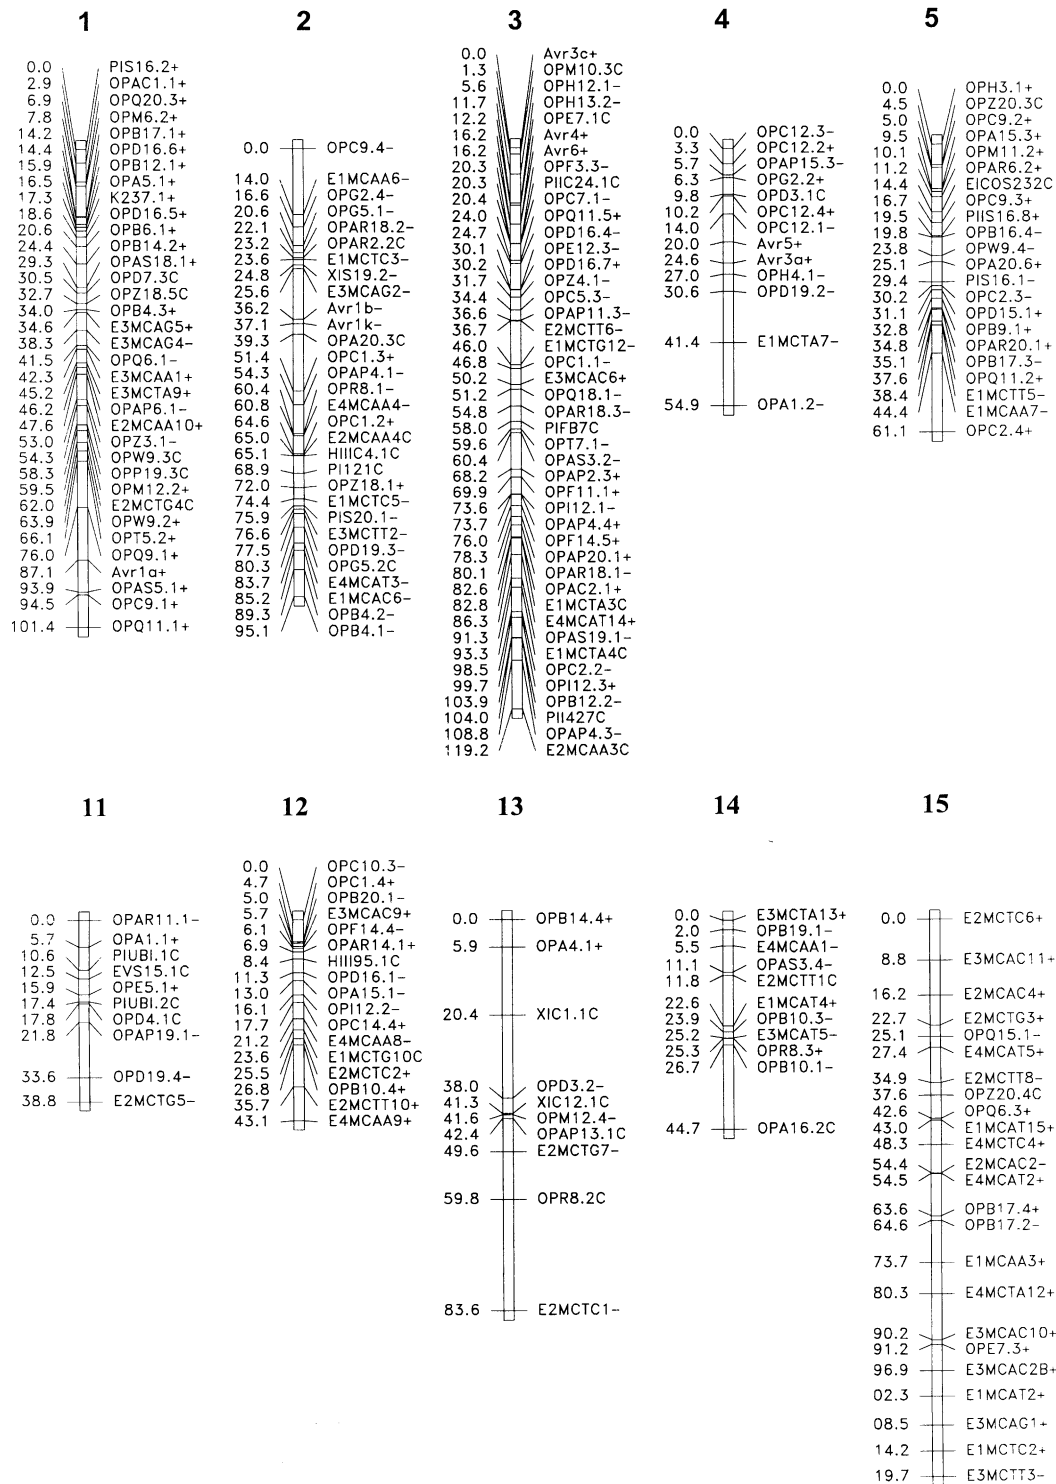 1
0.0 PIS16.2+
2.9 OPAC1.1+
6.9 OPQ20.3+
7.8 OPM6.2+
14.2 OPB17.1+
14.4 OPD16.6+
15.9 OPB12.1+
16.5 OPA5.1+
17.3 K237.1+
18.6 OPD16.5+
20.6 OPB6.1+
24.4 OPB14.2+
29.3 OPAS18.1+
30.5 OPD7.3C
32.7 OPZ18.5C
34.0 OPB4.3+
34.6 E3MCAG5+
38.3 E3MCAG4-
41.5 OPQ6.1-
42.3 E3MCAA1+
45.2 E3MCTA9+
46.2 OPAP6.1-
47.6 E2MCAA10+
53.0 OPZ3.1-
54.3 OPW9.3C
58.3 OPP19.3C
59.5 OPM12.2+
62.0 E2MCTG4C
63.9 OPW9.2+
66.1 OPT5.2+
76.0 OPQ9.1+
87.1 Avr1a+
93.9 OPAS5.1+
94.5 OPC9.1+
101.4 OPQ11.1+
2
0.0 OPC9.4-
14.0 E1MCAA6-
16.6 OPG2.4-
20.6 OPG5.1-
22.1 OPAR18.2-
23.2 OPAR2.2C
23.6 E1MCTC3-
24.8 XIS19.2-
25.6 E3MCAG2-
36.2 Avr1b-
37.1 Avr1k-
39.3 OPA20.3C
51.4 OPC1.3+
54.3 OPAP4.1-
60.4 OPR8.1-
60.8 E4MCAA4-
64.6 OPC1.2+
65.0 E2MCAA4C
65.1 HIIIC4.1C
68.9 PI121C
72.0 OPZ18.1+
74.4 E1MCTC5-
75.9 PIS20.1-
76.6 E3MCTT2-
77.5 OPD19.3-
80.3 OPG5.2C
83.7 E4MCAT3-
85.2 E1MCAC6-
89.3 OPB4.2-
95.1 OPB4.1-
3
0.0 Avr3c+
1.3 OPM10.3C
5.6 OPH12.1-
11.7 OPH13.2-
12.2 OPE7.1C
16.2 Avr4+
16.2 Avr6+
20.3 OPF3.3-
20.3 PIIC24.1C
20.4 OPC7.1-
24.0 OPQ11.5+
24.7 OPD16.4-
30.1 OPE12.3-
30.2 OPD16.7+
31.7 OPZ4.1-
34.4 OPC5.3-
36.6 OPAP11.3-
36.7 E2MCTT6-
46.0 E1MCTG12-
46.8 OPC1.1-
50.2 E3MCAC6+
51.2 OPQ18.1-
54.8 OPAR18.3-
58.0 PIFB7C
59.6 OPT7.1-
60.4 OPAS3.2-
68.2 OPAP2.3+
69.9 OPF11.1+
73.6 OPI12.1-
73.7 OPAP4.4+
76.0 OPF14.5+
78.3 OPAP20.1+
80.1 OPAR18.1-
82.6 OPAC2.1+
82.8 E1MCTA3C
86.3 E4MCAT14+
91.3 OPAS19.1-
93.3 E1MCTA4C
98.5 OPC2.2-
99.7 OPI12.3+
103.9 OPB12.2-
104.0 PII427C
108.8 OPAP4.3-
119.2 E2MCAA3C
4
0.0 OPC12.3-
3.3 OPC12.2+
5.7 OPAP15.3-
6.3 OPG2.2+
9.8 OPD3.1C
10.2 OPC12.4+
14.0 OPC12.1-
20.0 Avr5+
24.6 Avr3a+
27.0 OPH4.1-
30.6 OPD19.2-
41.4 E1MCTA7-
54.9 OPA1.2-
5
0.0 OPH3.1+
4.5 OPZ20.3C
5.0 OPC9.2+
9.5 OPA15.3+
10.1 OPM11.2+
11.2 OPAR6.2+
14.4 EICOS232C
16.7 OPC9.3+
19.5 PIIS16.8+
19.8 OPB16.4-
23.8 OPW9.4-
25.1 OPA20.6+
29.4 PIS16.1-
30.2 OPC2.3-
31.1 OPD15.1+
32.8 OPB9.1+
34.8 OPAR20.1+
35.1 OPB17.3-
37.6 OPQ11.2+
38.4 E1MCTT5-
44.4 E1MCAA7-
61.1 OPC2.4+
11
0.0 OPAR11.1-
5.7 OPA1.1+
10.6 PIUBI.1C
12.5 EVS15.1C
15.9 OPE5.1+
17.4 PIUBI.2C
17.8 OPD4.1C
21.8 OPAP19.1-
33.6 OPD19.4-
38.8 E2MCTG5-
12
0.0 OPC10.3-
4.7 OPC1.4+
5.0 OPB20.1-
5.7 E3MCAC9+
6.1 OPF14.4-
6.9 OPAR14.1+
8.4 HIII95.1C
11.3 OPD16.1-
13.0 OPA15.1-
16.1 OPI12.2-
17.7 OPC14.4+
21.2 E4MCAA8-
23.6 E1MCTG10C
25.5 E2MCTC2+
26.8 OPB10.4+
35.7 E2MCTT10+
43.1 E4MCAA9+
13
0.0 OPB14.4+
5.9 OPA4.1+
20.4 XIC1.1C
38.0 OPD3.2-
41.3 XIC12.1C
41.6 OPM12.4-
42.4 OPAP13.1C
49.6 E2MCTG7-
59.8 OPR8.2C
83.6 E2MCTC1-
14
0.0 E3MCTA13+
2.0 OPB19.1-
5.5 E4MCAA1-
11.1 OPAS3.4-
11.8 E2MCTT1C
22.6 E1MCAT4+
23.9 OPB10.3-
25.2 E3MCAT5-
25.3 OPR8.3+
26.7 OPB10.1-
44.7 OPA16.2C
15
0.0 E2MCTC6+
8.8 E3MCAC11+
16.2 E2MCAC4+
22.7 E2MCTG3+
25.1 OPQ15.1-
27.4 E4MCAT5+
34.9 E2MCTT8-
37.6 OPZ20.4C
42.6 OPQ6.3+
43.0 E1MCAT15+
48.3 E4MCTC4+
54.4 E2MCAC2-
54.5 E4MCAT2+
63.6 OPB17.4+
64.6 OPB17.2-
73.7 E1MCAA3+
80.3 E4MCTA12+
90.2 E3MCAC10+
91.2 OPE7.3+
96.9 E3MCAC2B+
02.3 E1MCAT2+
08.5 E3MCAG1+
14.2 E1MCTC2+
19.7 E3MCTT3-